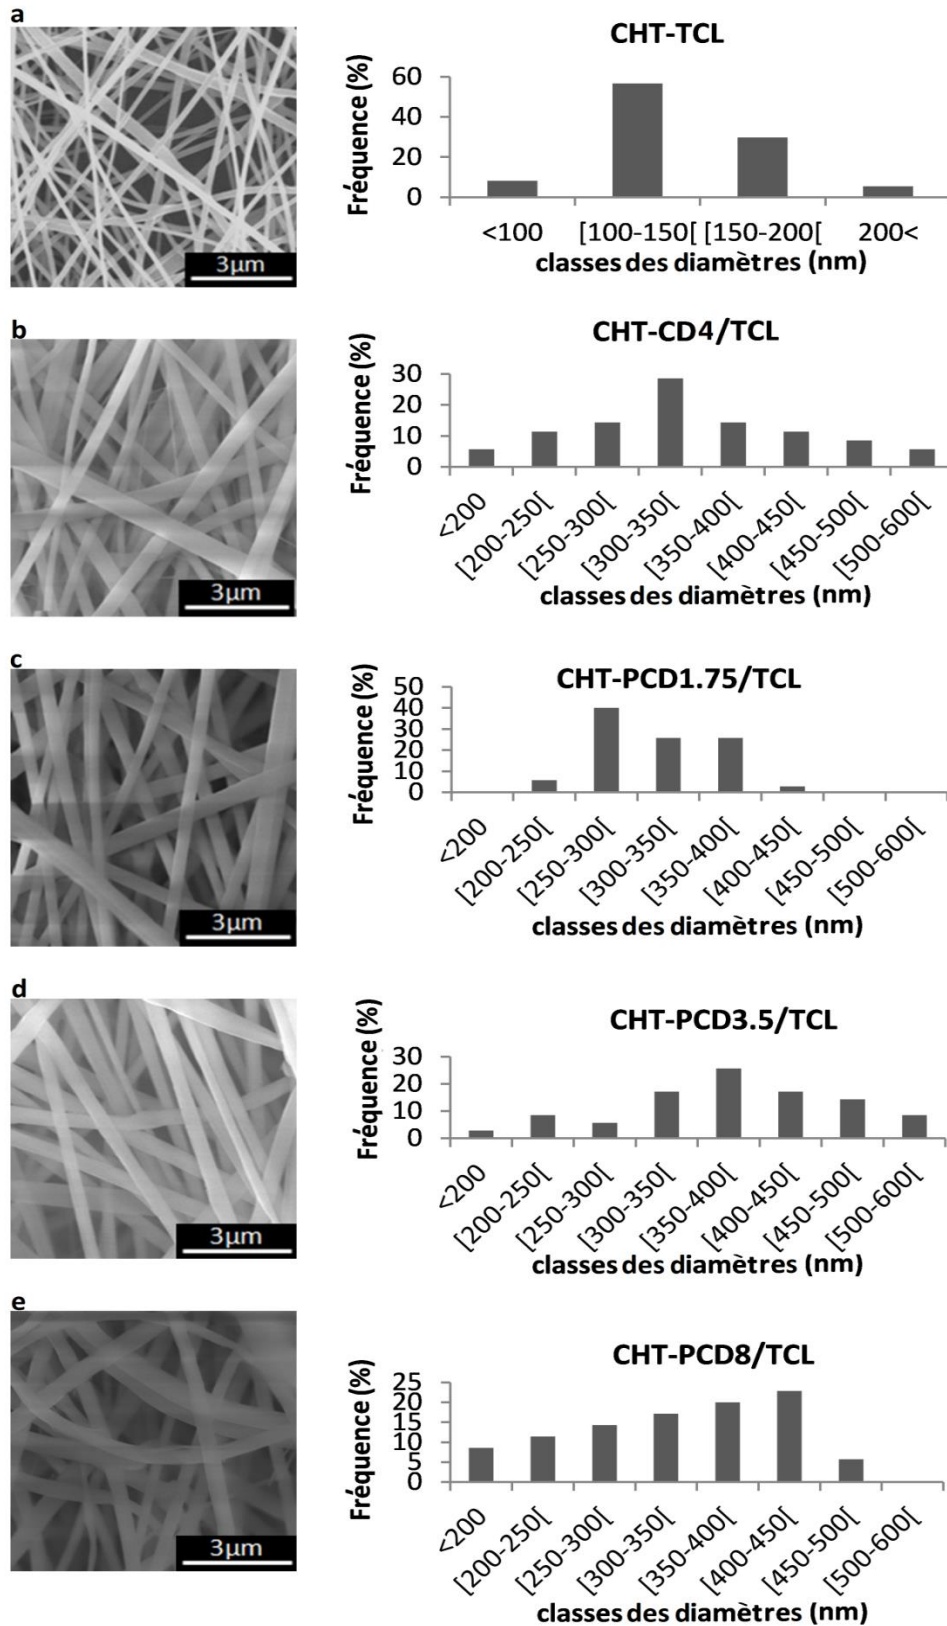 a
CHT-TCL
Fréquence (%)
60
40
20
0
<100 [100-150[ [150-200[ 200<
classes des diamètres (nm)
3µm
b
CHT-CD4/TCL
Fréquence (%)
30
20
10
0
<200 [200-250[ [250-300[ [300-350[ [350-400[ [400-450[ [450-500[ [500-600[
classes des diamètres (nm)
3µm
c
CHT-PCD1.75/TCL
Fréquence (%)
50
40
30
20
10
0
<200 [200-250[ [250-300[ [300-350[ [350-400[ [400-450[ [450-500[ [500-600[
classes des diamètres (nm)
3µm
d
CHT-PCD3.5/TCL
Fréquence (%)
30
20
10
0
<200 [200-250[ [250-300[ [300-350[ [350-400[ [400-450[ [450-500[ [500-600[
classes des diamètres (nm)
3µm
e
CHT-PCD8/TCL
Fréquence (%)
25
20
15
10
5
0
<200 [200-250[ [250-300[ [300-350[ [350-400[ [400-450[ [450-500[ [500-600[
classes des diamètres (nm)
3µm